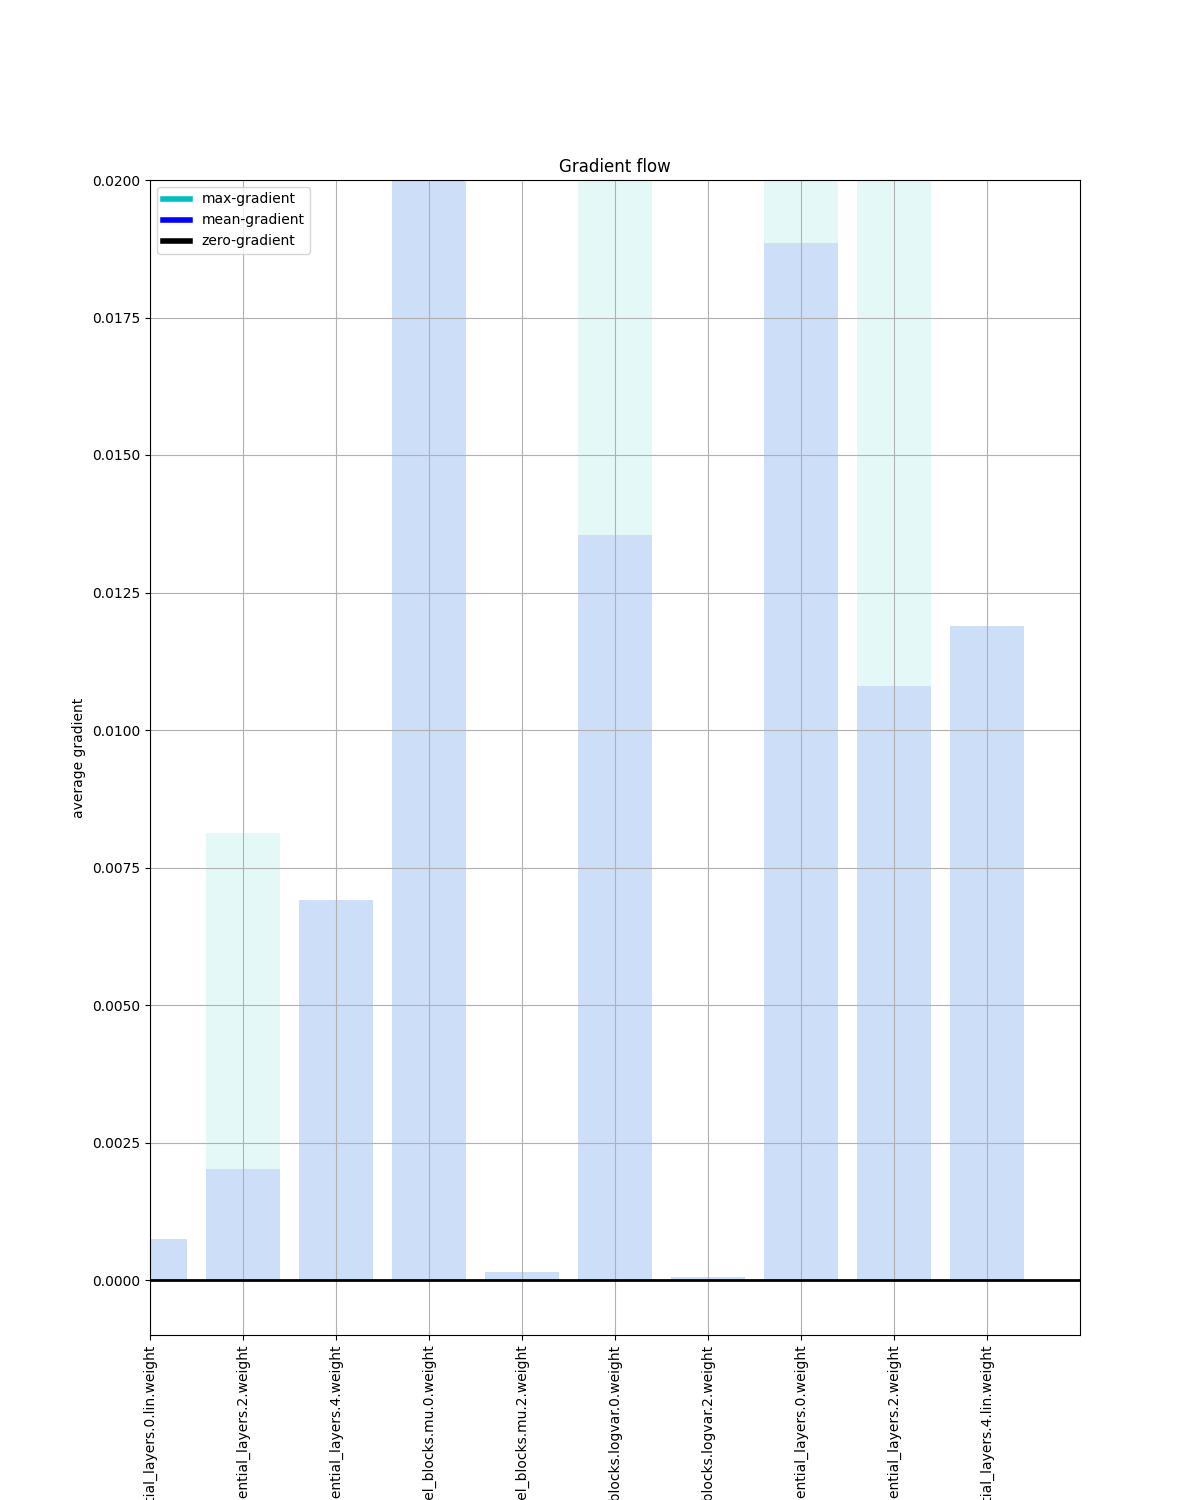 Gradient flow
max-gradient
mean-gradient
zero-gradient
0.0200
0.0175
0.0150
0.0125
0.0100
0.0075
0.0050
0.0025
0.0000
average gradient
tial_layers.0.lin.weight
ential_layers.2.weight
ential_layers.4.weight
el_blocks.mu.0.weight
el_blocks.mu.2.weight
blocks.logvar.0.weight
blocks.logvar.2.weight
ential_layers.0.weight
ential_layers.2.weight
tial_layers.4.lin.weight